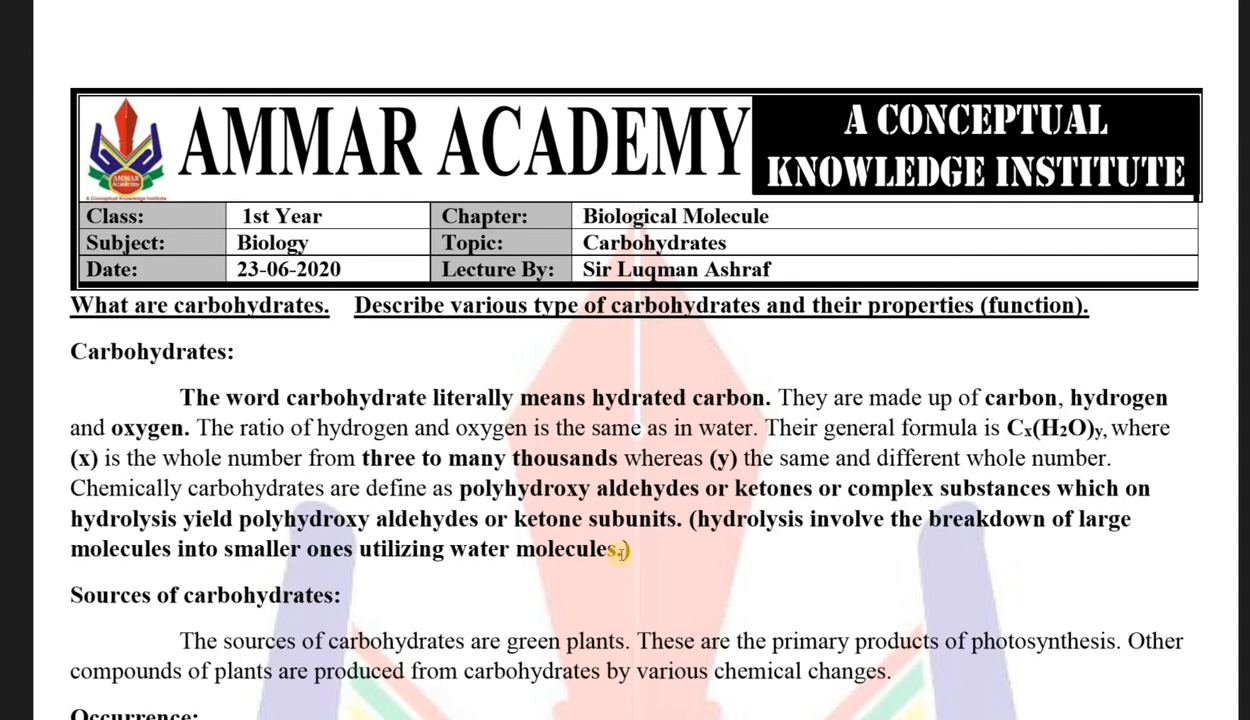 AMMAR ACADEMY
A CONCEPTUAL
KNOWLEDGE INSTITUTE
AMMAR
Academy
A Conceptual Knowledge Institute
Class: 1st Year Chapter: Biological Molecule
Subject: Biology Topic: Carbohydrates
Date: 23-06-2020 Lecture By: Sir Luqman Ashraf
What are carbohydrates. Describe various type of carbohydrates and their properties (function).
Carbohydrates:
The word carbohydrate literally means hydrated carbon. They are made up of carbon, hydrogen
and oxygen. The ratio of hydrogen and oxygen is the same as in water. Their general formula is Cx(H2O)y, where
(x) is the whole number from three to many thousands whereas (y) the same and different whole number.
Chemically carbohydrates are define as polyhydroxy aldehydes or ketones or complex substances which on
hydrolysis yield polyhydroxy aldehydes or ketone subunits. (hydrolysis involve the breakdown of large
molecules into smaller ones utilizing water molecules.)
Sources of carbohydrates:
The sources of carbohydrates are green plants. These are the primary products of photosynthesis. Other
compounds of plants are produced from carbohydrates by various chemical changes.
Occurrence: